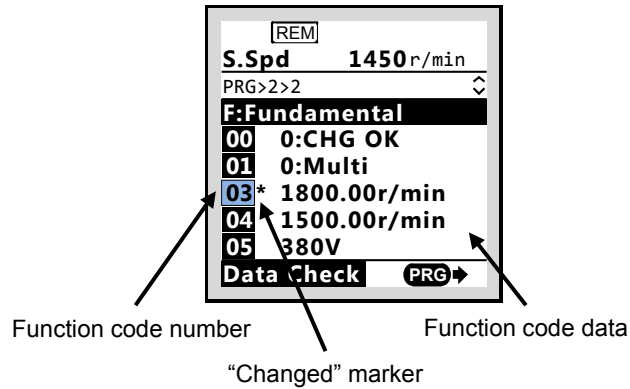 REM
S.Spd 1450r/min
PRG>2>2
F:Fundamental
00 0:CHG OK
01 0:Multi
03* 1800.00r/min
04 1500.00r/min
05 380V
Data Check PRG
Function code number
Function code data
“Changed” marker